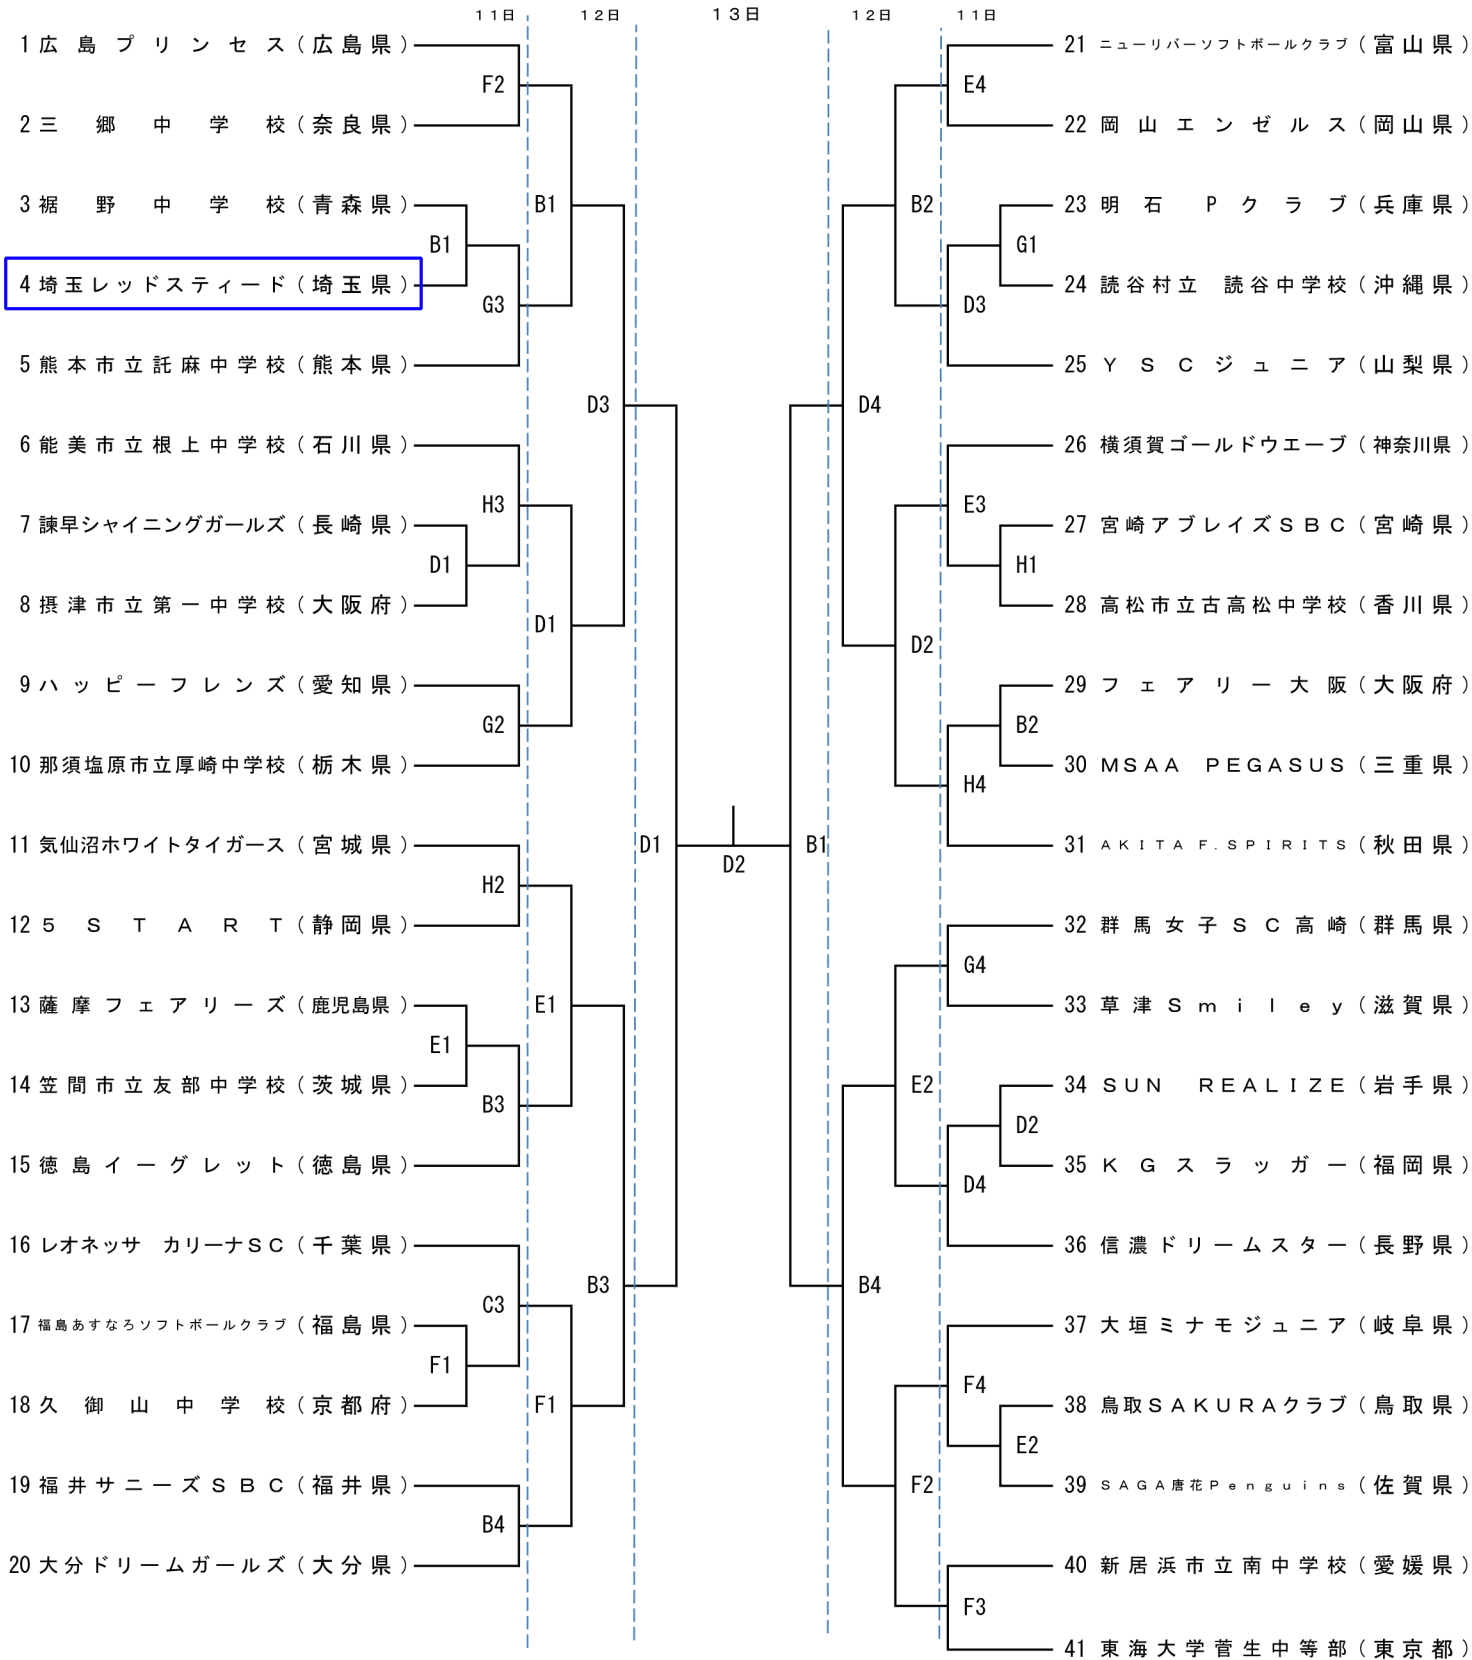 11日 12日 13日 12日 11日
1 広島プリンセス(広島県)
2 三郷中学校(奈良県)
3 裾野中学校(青森県)
4 埼玉レッドスティード(埼玉県)
5 熊本市立託麻中学校(熊本県)
6 能美市立根上中学校(石川県)
7 諫早シャイニングガールズ(長崎県)
8 摂津市立第一中学校(大阪府)
9 ハッピーフレンズ(愛知県)
10 那須塩原市立厚崎中学校(栃木県)
11 気仙沼ホワイトタイガース(宮城県)
12 5START(静岡県)
13 薩摩フェアリーズ(鹿児島県)
14 笠間市立友部中学校(茨城県)
15 徳島イーグレット(徳島県)
16 レオネッサ カリーナSC(千葉県)
17 福島あすなろソフトボールクラブ(福島県)
18 久御山中学校(京都府)
19 福井サニーズSBC(福井県)
20 大分ドリームガールズ(大分県)
B1
D1
E1
F1
F2
G3
H3
G2
H2
B3
C3
B4
B1
D1
E1
F1
D3
B3
D1
D2
B1
D4
B4
B2
D2
E2
F2
E4
D3
E3
H4
G4
D4
F4
F3
G1
H1
B2
D2
E2
21 ニューリバーソフトボールクラブ(富山県)
22 岡山エンゼルス(岡山県)
23 明石 Pクラブ(兵庫県)
24 読谷村立 読谷中学校(沖縄県)
25 YSCジュニア(山梨県)
26 横須賀ゴールドウエーブ(神奈川県)
27 宮崎アブレイズSBC(宮崎県)
28 高松市立古高松中学校(香川県)
29 フェアリー大阪(大阪府)
30 MSAA PEGASUS(三重県)
31 AKITA F.SPIRITS(秋田県)
32 群馬女子SC高崎(群馬県)
33 草津Smiley(滋賀県)
34 SUN REALIZE(岩手県)
35 KGスラッガー(福岡県)
36 信濃ドリームスター(長野県)
37 大垣ミナモジュニア(岐阜県)
38 鳥取SAKURAクラブ(鳥取県)
39 SAGA唐花Penguins(佐賀県)
40 新居浜市立南中学校(愛媛県)
41 東海大学菅生中等部(東京都)